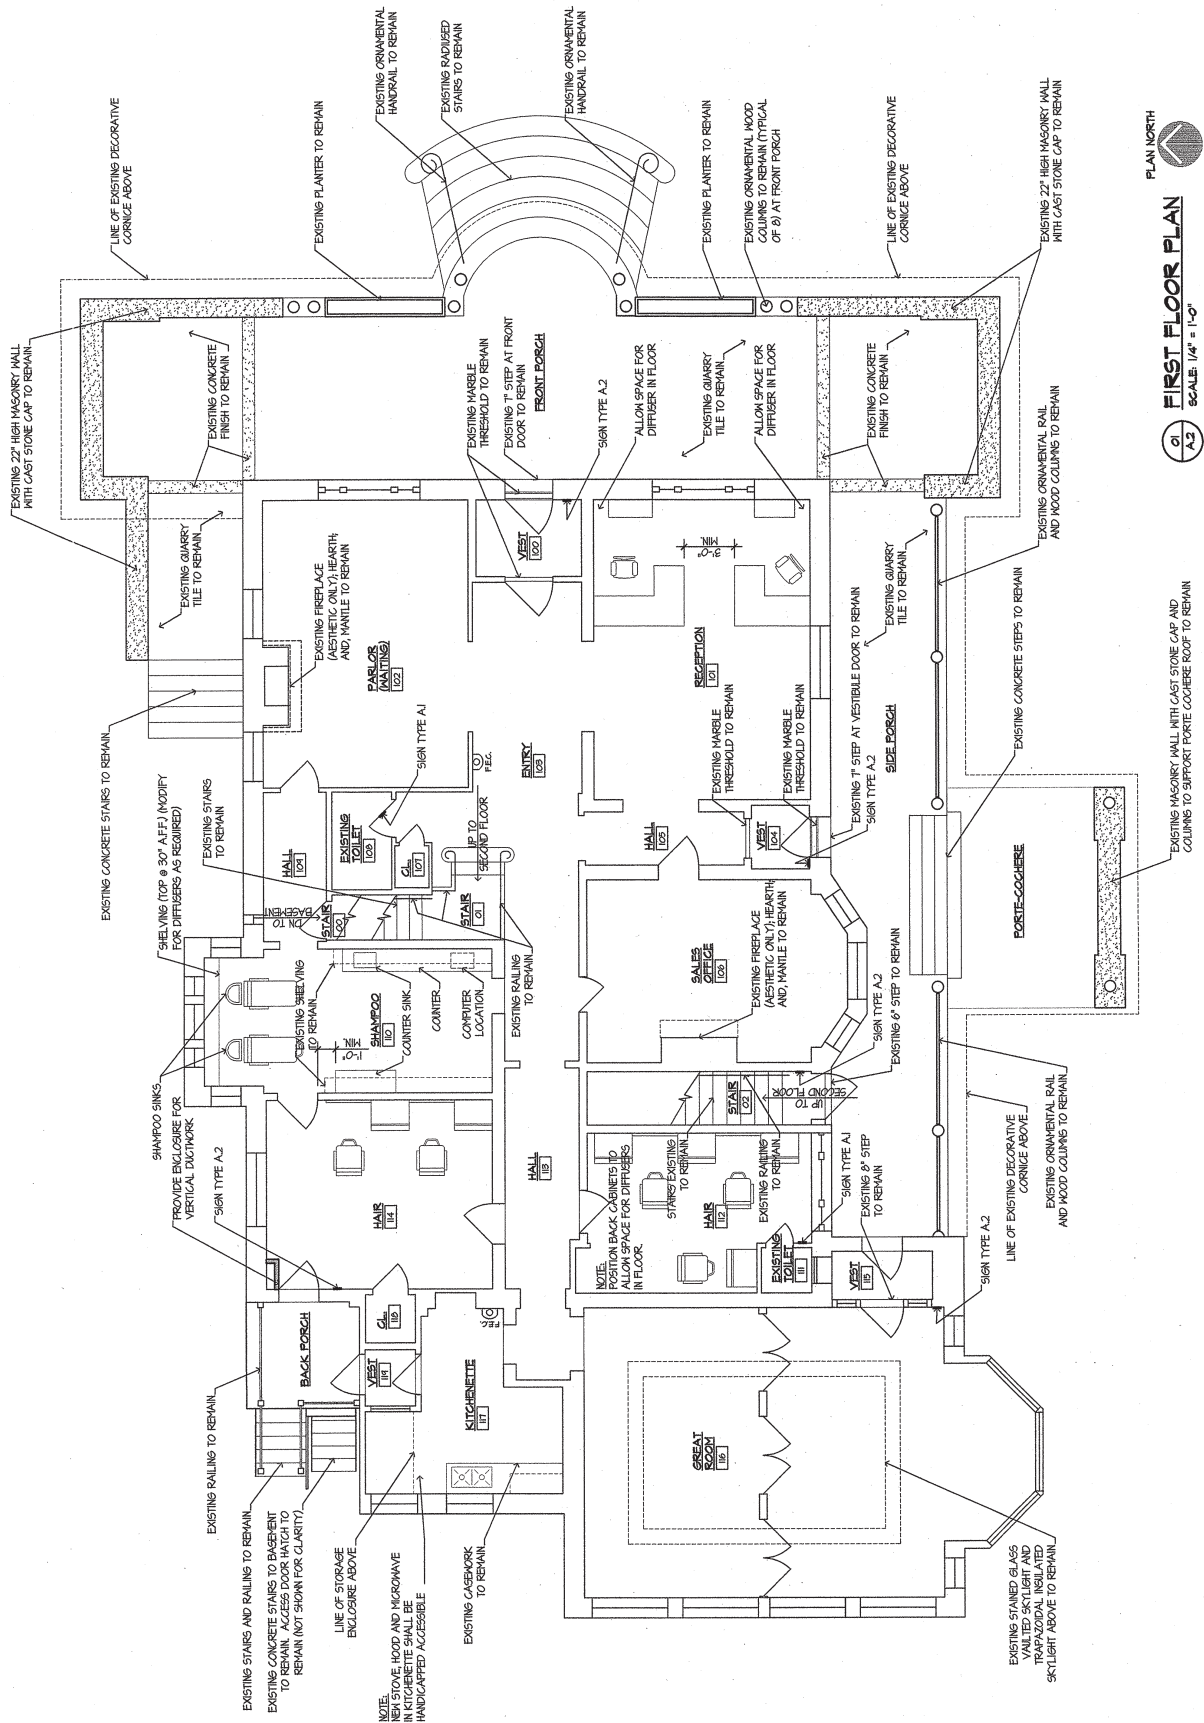 EXISTING 22" HIGH MASONRY WALL
WITH CAST STONE CAP TO REMAIN
LINE OF EXISTING DECORATIVE
CORNICE ABOVE
EXISTING PLANTER TO REMAIN
EXISTING ORNAMENTAL
HANDRAIL TO REMAIN
EXISTING RADIUSED
STAIRS TO REMAIN
EXISTING ORNAMENTAL
HANDRAIL TO REMAIN
EXISTING PLANTER TO REMAIN
EXISTING ORNAMENTAL WOOD
COLUMNS TO REMAIN (TYPICAL
OF 8) AT FRONT PORCH
LINE OF EXISTING DECORATIVE
CORNICE ABOVE
EXISTING 22" HIGH MASONRY WALL
WITH CAST STONE CAP TO REMAIN
EXISTING CONCRETE
FINISH TO REMAIN
EXISTING MARBLE
THRESHOLD TO REMAIN
EXISTING 7" STEP AT FRONT
DOOR TO REMAIN
FRONT PORCH
SIGN TYPE A.2
ALLOW SPACE FOR
DIFFUSER IN FLOOR
EXISTING QUARRY
TILE TO REMAIN
ALLOW SPACE FOR
DIFFUSER IN FLOOR
EXISTING CONCRETE
FINISH TO REMAIN
EXISTING QUARRY
TILE TO REMAIN
EXISTING FIREPLACE
(AESTHETIC ONLY); HEARTH;
AND, MANTLE TO REMAIN
PARLOR
(WAITING)
102
VEST
100
3'-0"
MIN.
RECEPTION
101
EXISTING QUARRY
TILE TO REMAIN
EXISTING ORNAMENTAL RAIL
AND WOOD COLUMNS TO REMAIN
EXISTING CONCRETE STAIRS TO REMAIN
SIGN TYPE A.1
F.E.C.
ENTRY
103
EXISTING MARBLE
THRESHOLD TO REMAIN
EXISTING MARBLE
THRESHOLD TO REMAIN
EXISTING 7" STEP AT VESTIBULE DOOR TO REMAIN
SIGN TYPE A.2
SIDE PORCH
EXISTING CONCRETE STEPS TO REMAIN
EXISTING MASONRY WALL WITH CAST STONE CAP AND
COLUMNS TO SUPPORT PORTE COCHERE ROOF TO REMAIN
SHELVING (TOP @ 30" A.F.F.) (MODIFY
FOR DIFFUSERS AS REQUIRED)
EXISTING STAIRS
TO REMAIN
HALL
109
EXISTING
TOILET
108
CL.
107
UP TO
SECOND FLOOR
HALL
105
VEST
104
DN TO
BASEMENT
STAIR
00
STAIR
01
PORTE-COCHERE
SHAMPOO SINKS
EXISTING SHELVING
TO REMAIN
1'-0"
MIN.
SHAMPOO
110
COUNTER SINK
COUNTER
COMPUTER
LOCATION
EXISTING RAILING
TO REMAIN
SALES
OFFICE
106
EXISTING FIREPLACE
(AESTHETIC ONLY); HEARTH;
AND, MANTLE TO REMAIN
SIGN TYPE A.2
EXISTING 6" STEP TO REMAIN
PROVIDE ENCLOSURE FOR
VERTICAL DUCTWORK
SIGN TYPE A.2
HAIR
114
HALL
113
STAIR
02
UP TO
SECOND FLOOR
STAIRS EXISTING
TO REMAIN
EXISTING RAILING
TO REMAIN
NOTE:
POSITION BACK CABINETS TO
ALLOW SPACE FOR DIFFUSERS
IN FLOOR.
HAIR
112
EXISTING
TOILET
111
SIGN TYPE A.1
EXISTING 8" STEP
TO REMAIN
VEST
115
SIGN TYPE A.2
LINE OF EXISTING DECORATIVE
CORNICE ABOVE
EXISTING ORNAMENTAL RAIL
AND WOOD COLUMNS TO REMAIN
BACK PORCH
CL.
118
VEST
119
F.E.C.
KITCHENETTE
117
GREAT
ROOM
116
EXISTING RAILING TO REMAIN
EXISTING STAIRS AND RAILING TO REMAIN
EXISTING CONCRETE STAIRS TO BASEMENT
TO REMAIN. ACCESS DOOR HATCH TO
REMAIN (NOT SHOWN FOR CLARITY)
LINE OF STORAGE
ENCLOSURE ABOVE
NOTE:
NEW STOVE, HOOD AND MICROWAVE
IN KITCHENETTE SHALL BE
HANDICAPPED ACCESSIBLE
EXISTING CASEWORK
TO REMAIN
EXISTING STAINED GLASS
VAULTED SKYLIGHT AND
TRAPAZOIDAL INSULATED
SKYLIGHT ABOVE TO REMAIN
PLAN NORTH
01
A.2
FIRST FLOOR PLAN
SCALE: 1/4" = 1'-0"